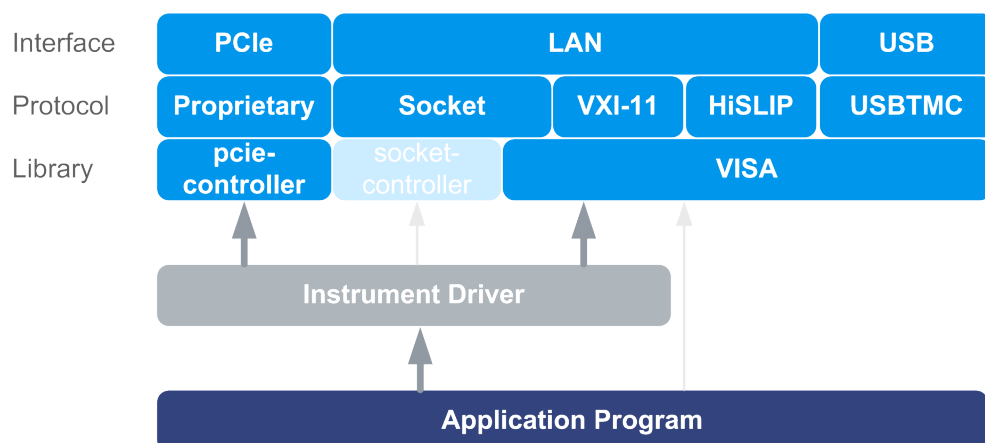 Interface PCIe LAN USB
Protocol Proprietary Socket VXI-11 HiSLIP USBTMC
Library pcie-controller socket-controller VISA
Instrument Driver
Application Program